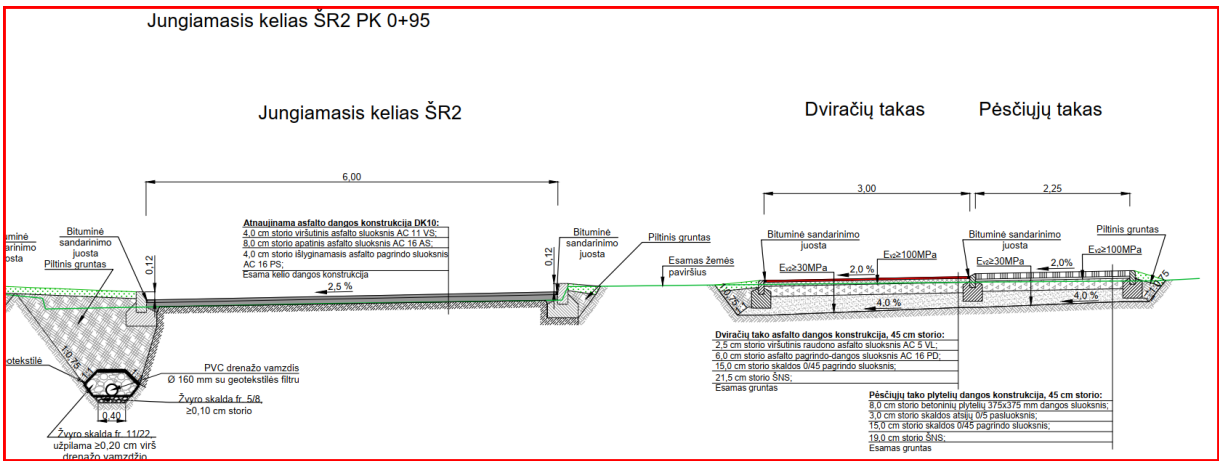 Jungiamasis kelias ŠR2 PK 0+95
Jungiamasis kelias ŠR2
Dviračių takas
Pėsčiųjų takas
6,00
3,00
2,25
Atnaujinama asfalto dangos konstrukcija DK10:
4,0 cm storio viršutinis asfalto sluoksnis AC 11 VS;
8,0 cm storio apatinis asfalto sluoksnis AC 16 AS;
4,0 cm storio išlyginamasis asfalto pagrindo sluoksnis
AC 16 PS;
Esama kelio dangos konstrukcija
Bituminė
sandarinimo
juosta
Piltinis gruntas
0,12
2,5 %
0,12
Bituminė
sandarinimo
juosta
Piltinis gruntas
Esamas žemės
paviršius
Bituminė sandarinimo
juosta
Ev2≥100MPa
Ev2≥30MPa
2,0 %
4,0 %
Bituminė sandarinimo
juosta
Piltinis gruntas
Ev2≥100MPa
Ev2≥30MPa
2,0%
4,0 %
1:0,75
1:0,75
1:0,75
PVC drenažo vamzdis
Ø 160 mm su geotekstilės filtru
Žvyro skalda fr. 5/8,
≥0,10 cm storio
0,40
Žvyro skalda fr. 11/22,
užpilama ≥0,20 cm virš
drenažo vamzdžio
Dviračių tako asfalto dangos konstrukcija, 45 cm storio:
2,5 cm storio viršutinis raudono asfalto sluoksnis AC 5 VL;
6,0 cm storio asfalto pagrindo-dangos sluoksnis AC 16 PD;
15,0 cm storio skaldos 0/45 pagrindo sluoksnis;
21,5 cm storio ŠNS;
Esamas gruntas
Pėsčiųjų tako plytelių dangos konstrukcija, 45 cm storio:
8,0 cm storio betoninių plytelių 375x375 mm dangos sluoksnis;
3,0 cm storio skaldos atsijų 0/5 pasluoksnis;
15,0 cm storio skaldos 0/45 pagrindo sluoksnis;
19,0 cm storio ŠNS;
Esamas gruntas